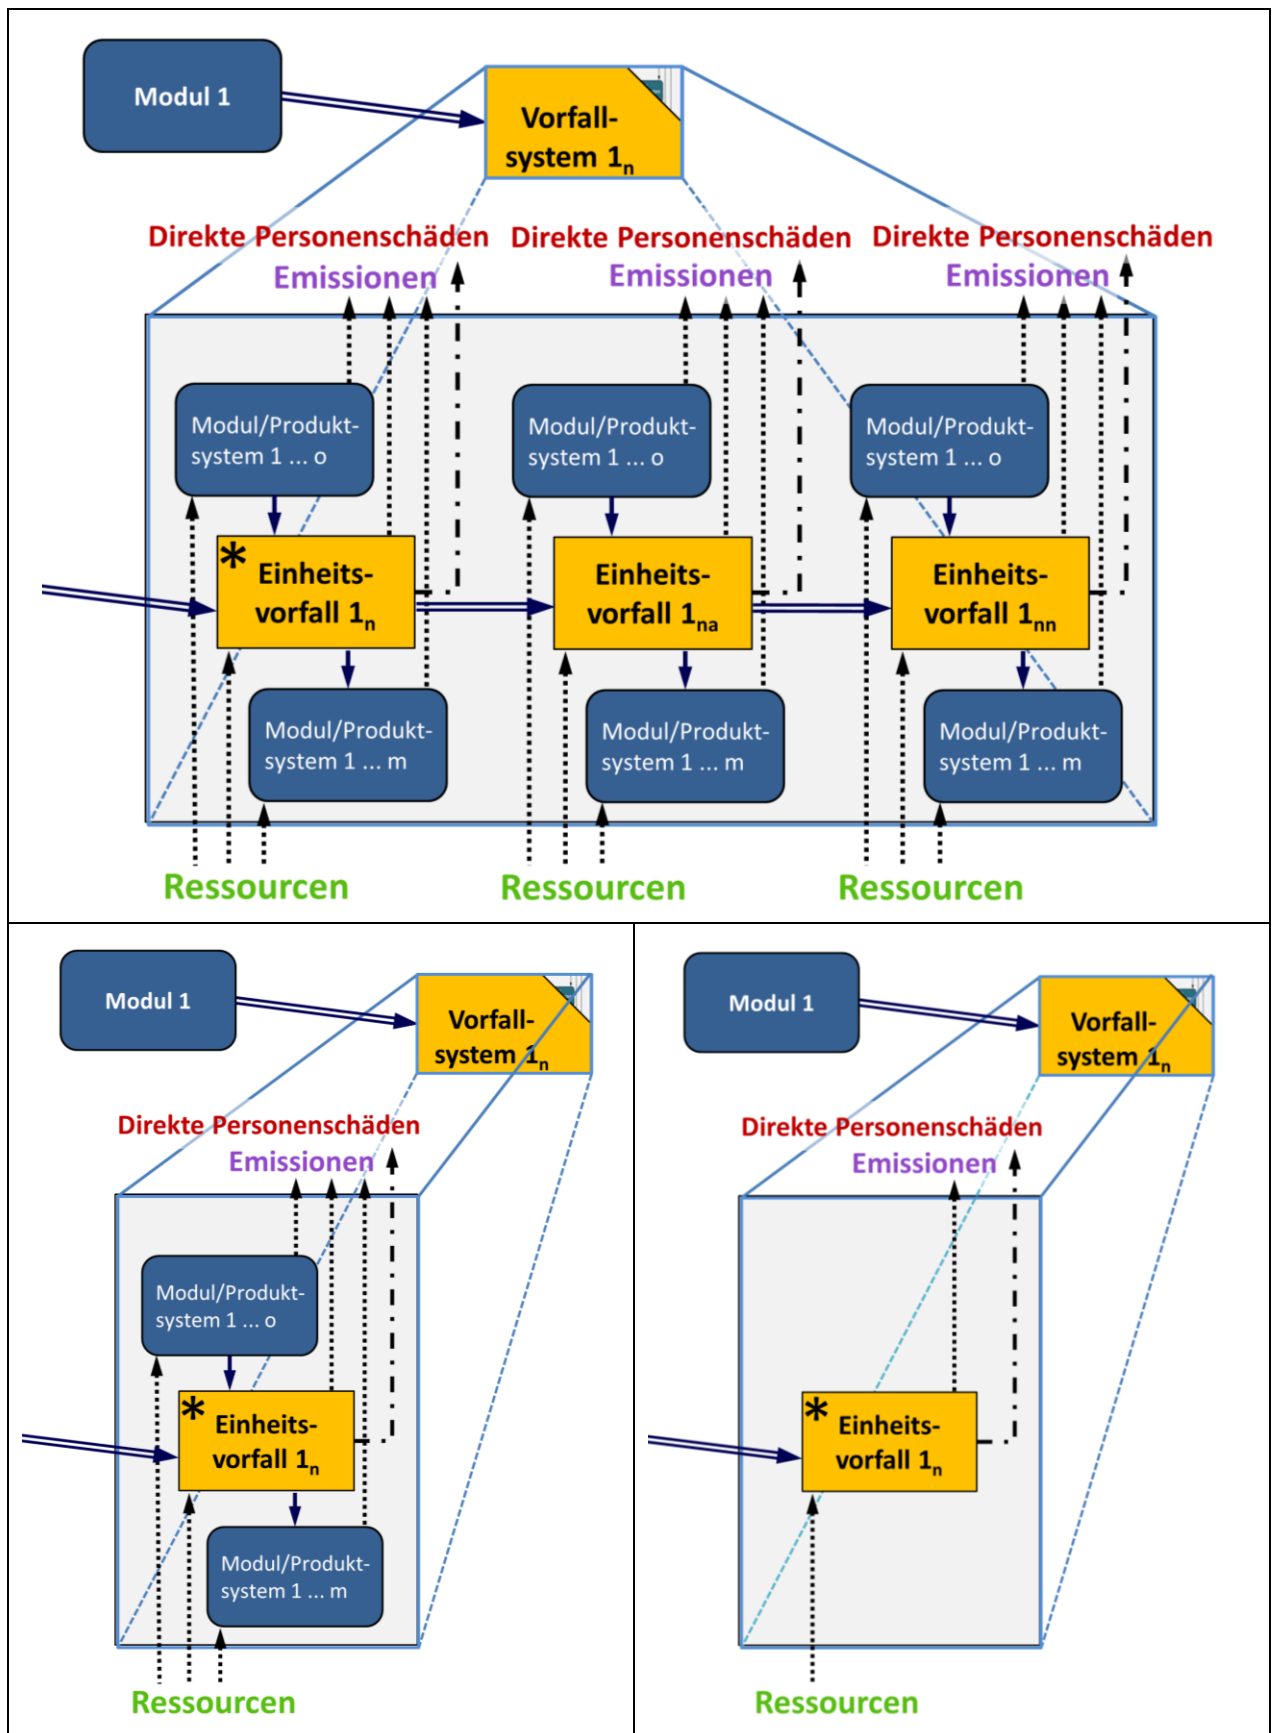 Modul 1
Vorfall-
system 1n
Direkte Personenschäden
Direkte Personenschäden
Direkte Personenschäden
Emissionen
Emissionen
Emissionen
Modul/Produkt-
system 1 ... o
Modul/Produkt-
system 1 ... o
Modul/Produkt-
system 1 ... o
* Einheits-
vorfall 1n
Einheits-
vorfall 1na
Einheits-
vorfall 1nn
Modul/Produkt-
system 1 ... m
Modul/Produkt-
system 1 ... m
Modul/Produkt-
system 1 ... m
Ressourcen
Ressourcen
Ressourcen
Modul 1
Vorfall-
system 1n
Direkte Personenschäden
Emissionen
Modul/Produkt-
system 1 ... o
* Einheits-
vorfall 1n
Modul/Produkt-
system 1 ... m
Ressourcen
Modul 1
Vorfall-
system 1n
Direkte Personenschäden
Emissionen
* Einheits-
vorfall 1n
Ressourcen